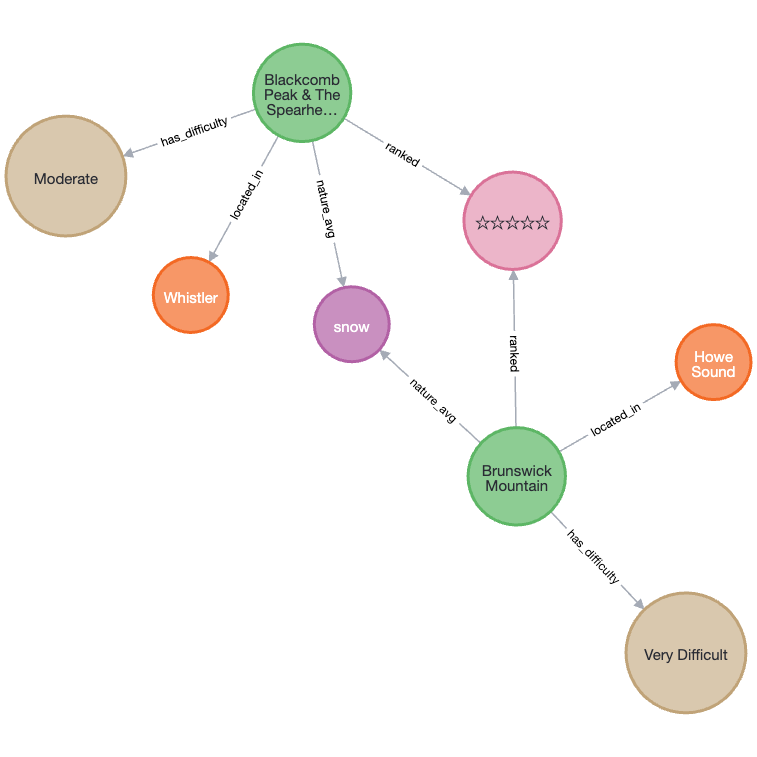 Blackcomb
Peak & The
Spearhe…
has_difficulty
ranked
Moderate
located_in
nature_avg
☆☆☆☆☆
Whistler
snow
ranked
Howe
Sound
nature_avg
located_in
Brunswick
Mountain
has_difficulty
Very Difficult